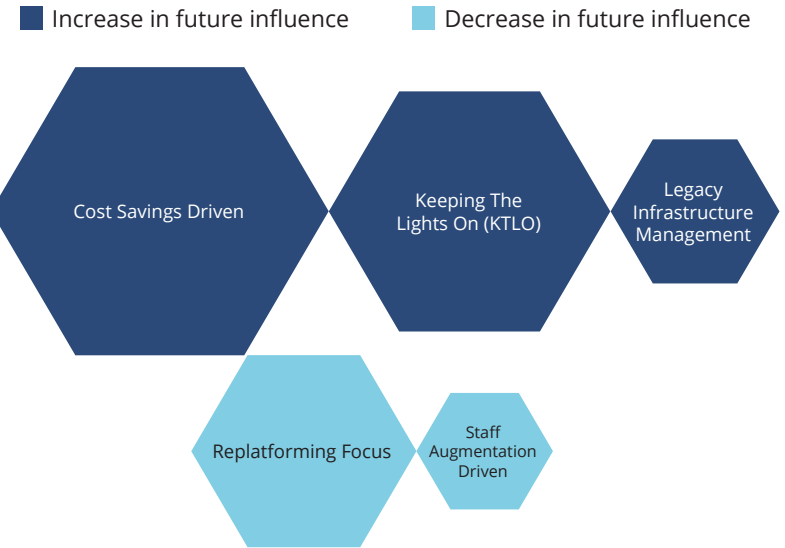 Increase in future influence
Decrease in future influence
Cost Savings Driven
Keeping The
Lights On (KTLO)
Legacy
Infrastructure
Management
Replatforming Focus
Staff
Augmentation
Driven